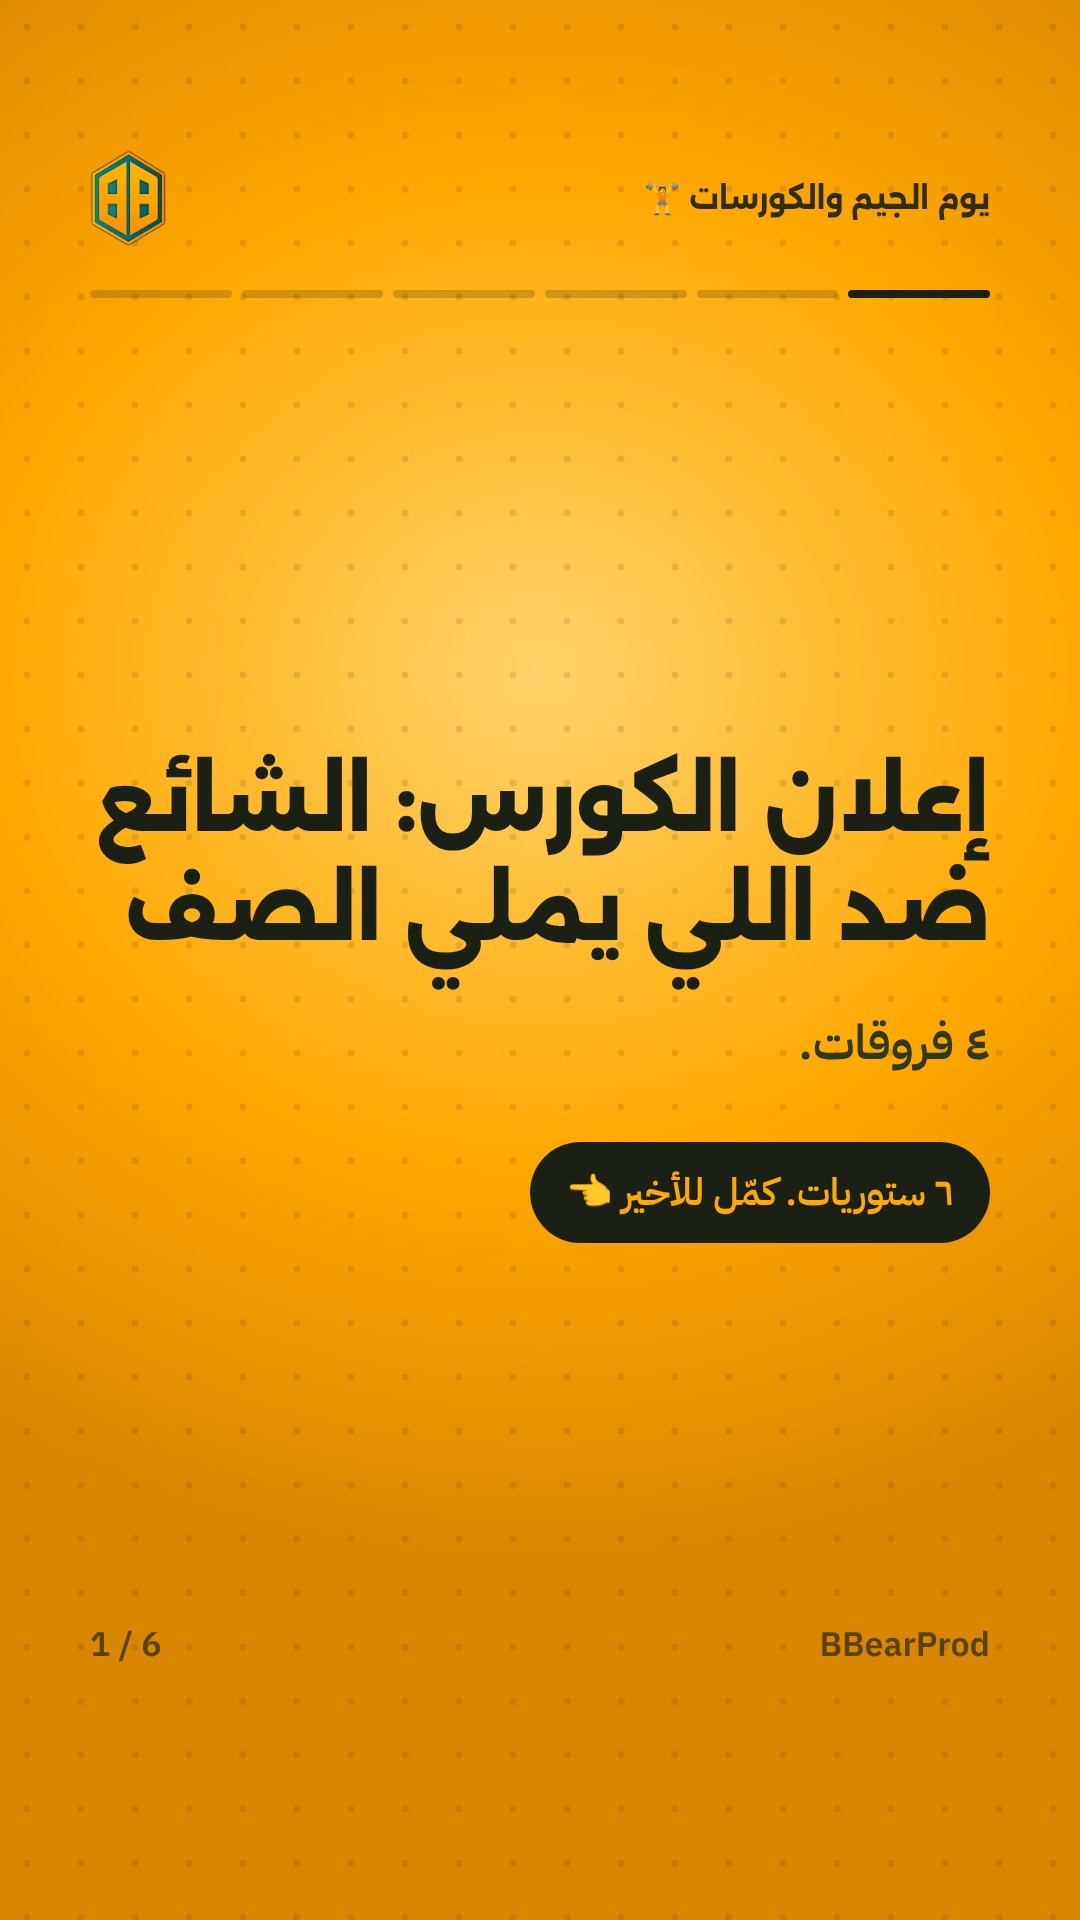 يوم الجيم والكورسات 🏋️
إعلان الكورس: الشائع
ضد اللي يملي الصف
٤ فروقات.
٦ ستوريات. كمّل للأخير 👈
BBearProd
1 / 6